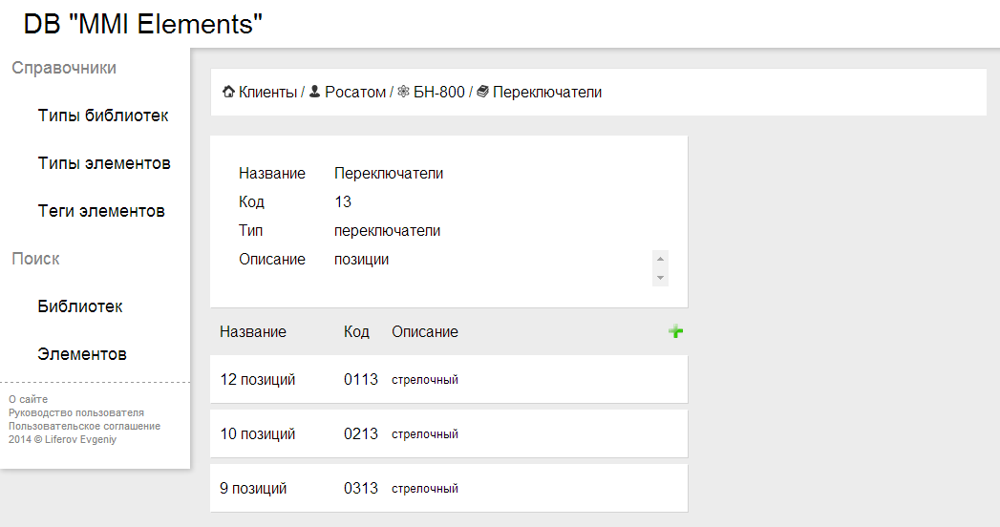 DB "MMI Elements"
Справочники
Типы библиотек
Типы элементов
Теги элементов
Поиск
Библиотек
Элементов
О сайте
Руководство пользователя
Пользовательское соглашение
2014 © Liferov Evgeniy
Клиенты / Росатом / БН-800 / Переключатели
Название Переключатели
Код 13
Тип переключатели
Описание позиции
Название Код Описание
12 позиций 0113 стрелочный
10 позиций 0213 стрелочный
9 позиций 0313 стрелочный